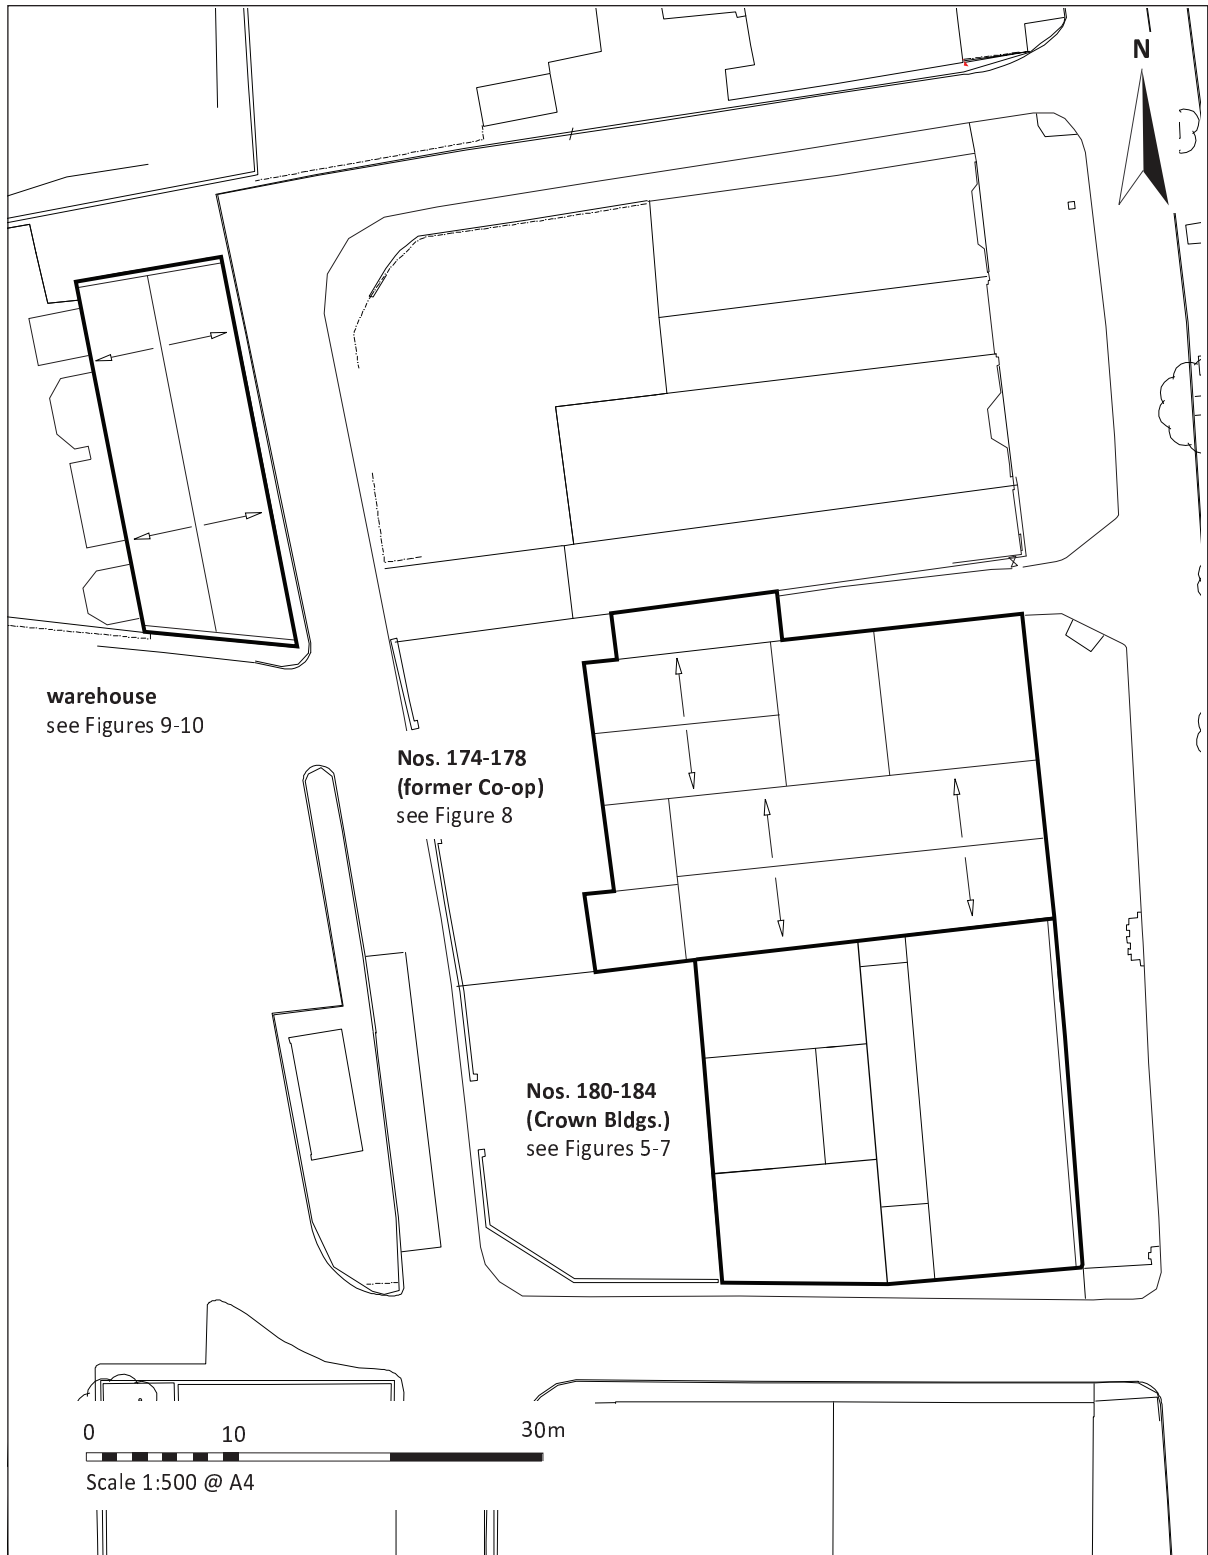 N
warehouse
see Figures 9-10
Nos. 174-178
(former Co-op)
see Figure 8
Nos. 180-184
(Crown Bldgs.)
see Figures 5-7
0 10 30m
Scale 1:500 @ A4